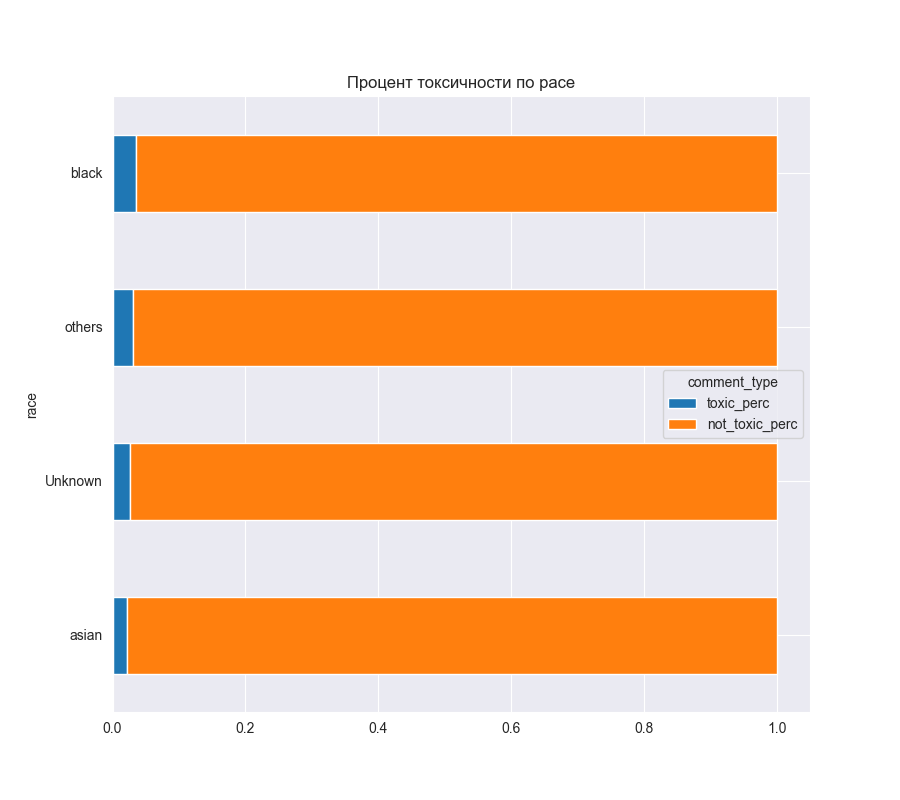 Процент токсичности по расе
black
others
Unknown
asian
race
comment_type
toxic_perc
not_toxic_perc
0.0 0.2 0.4 0.6 0.8 1.0